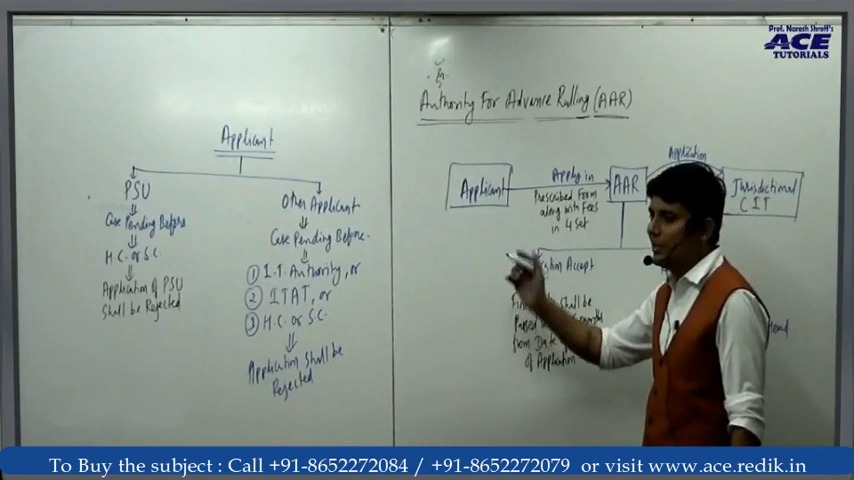 Prof. Naresh Shroff's
ACE
TUTORIALS
Applicant
PSU
Case Pending Before
H.C. or S.C.
Application of PSU
Shall be Rejected
Other Applicant
Case Pending Before
① I.T. Authority, or
② ITAT, or
③ H.C. or S.C.
Application Shall be
Rejected
Authority For Advance Rulling (AAR)
Applicant
Apply in
Prescribed Form
along with Fees
in 4 Set
AAR
Application
Jurisdictional
CIT
Accept
Shall be
from Date
of Application
To Buy the subject : Call +91-8652272084 / +91-8652272079 or visit www.ace.redik.in